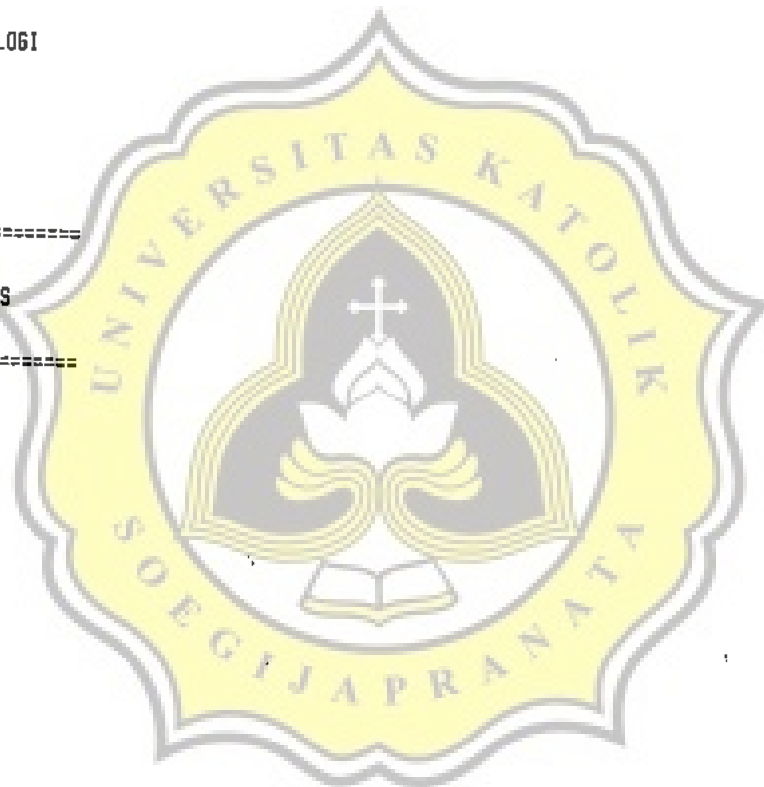 LOGI
UNIVERSITAS KATOLIK
=======
S
=======
SOEGIJAPRANATA